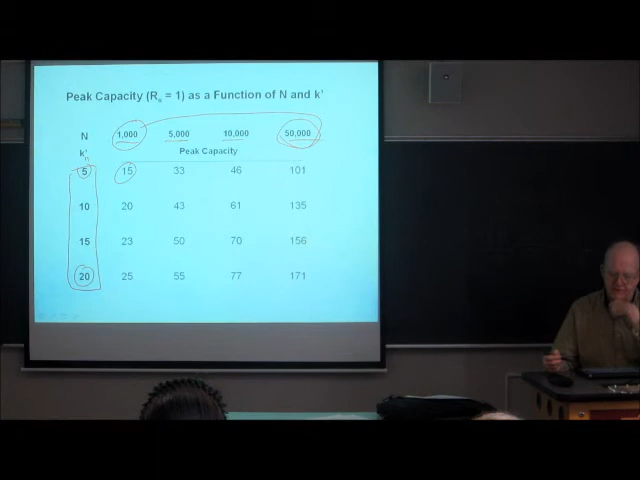 Peak Capacity (Rs = 1) as a Function of N and k'
N 1,000 5,000 10,000 50,000
k'n Peak Capacity
5 15 33 46 101
10 20 43 61 135
15 23 50 70 156
20 25 55 77 171